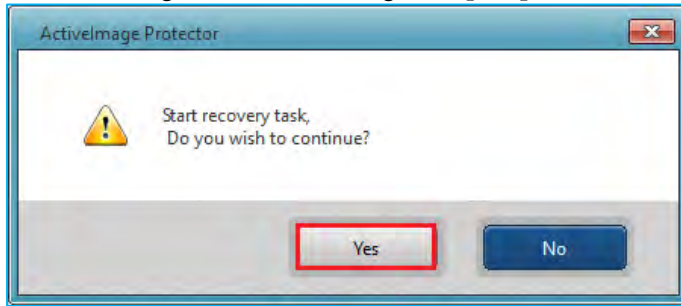 ActiveImage Protector
Start recovery task,
Do you wish to continue?
Yes
No